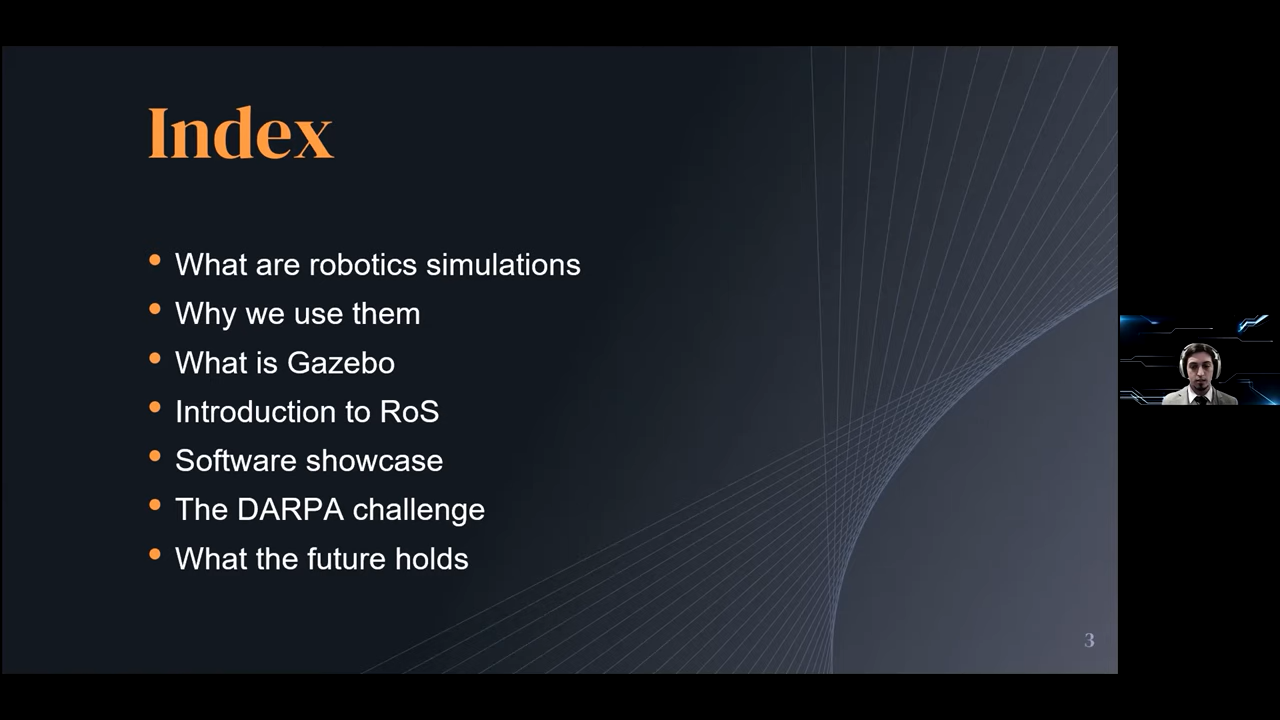 Index
What are robotics simulations
Why we use them
What is Gazebo
Introduction to RoS
Software showcase
The DARPA challenge
What the future holds
3